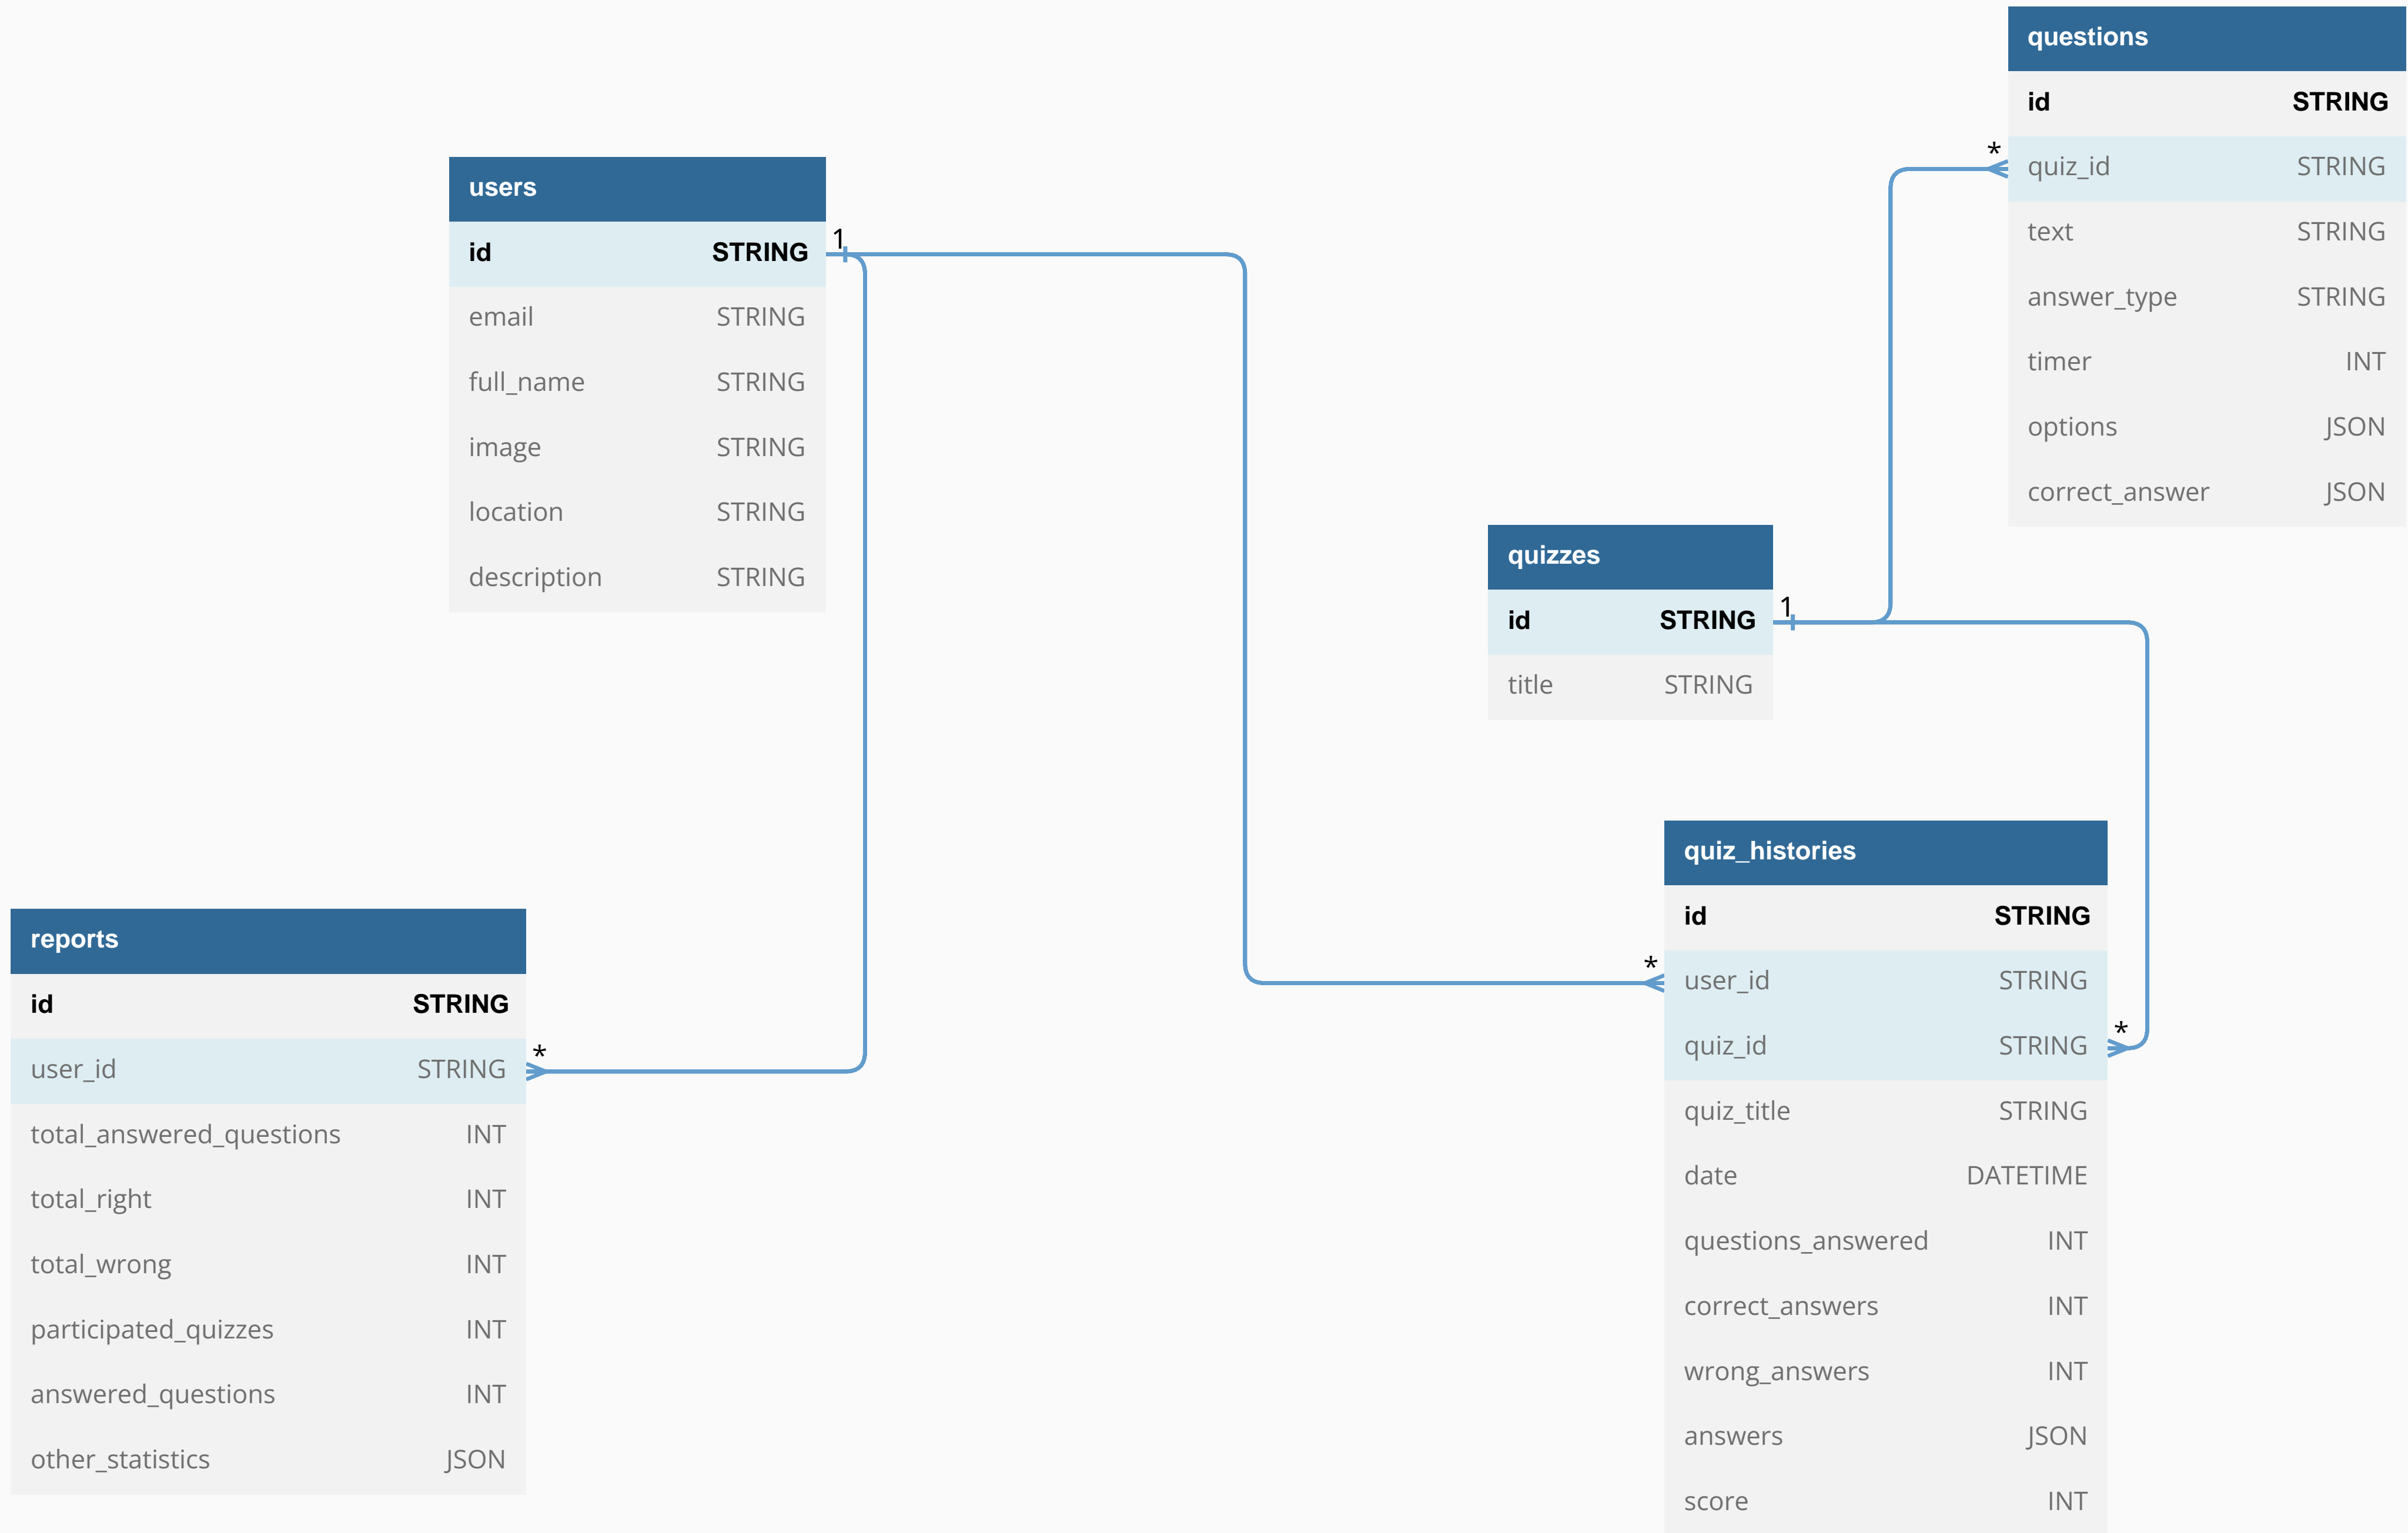 users
id STRING
email STRING
full_name STRING
image STRING
location STRING
description STRING
1
reports
id STRING
user_id STRING
total_answered_questions INT
total_right INT
total_wrong INT
participated_quizzes INT
answered_questions INT
other_statistics JSON
*
questions
id STRING
quiz_id STRING
text STRING
answer_type STRING
timer INT
options JSON
correct_answer JSON
*
quizzes
id STRING
title STRING
1
quiz_histories
id STRING
user_id STRING
quiz_id STRING
quiz_title STRING
date DATETIME
questions_answered INT
correct_answers INT
wrong_answers INT
answers JSON
score INT
*
*